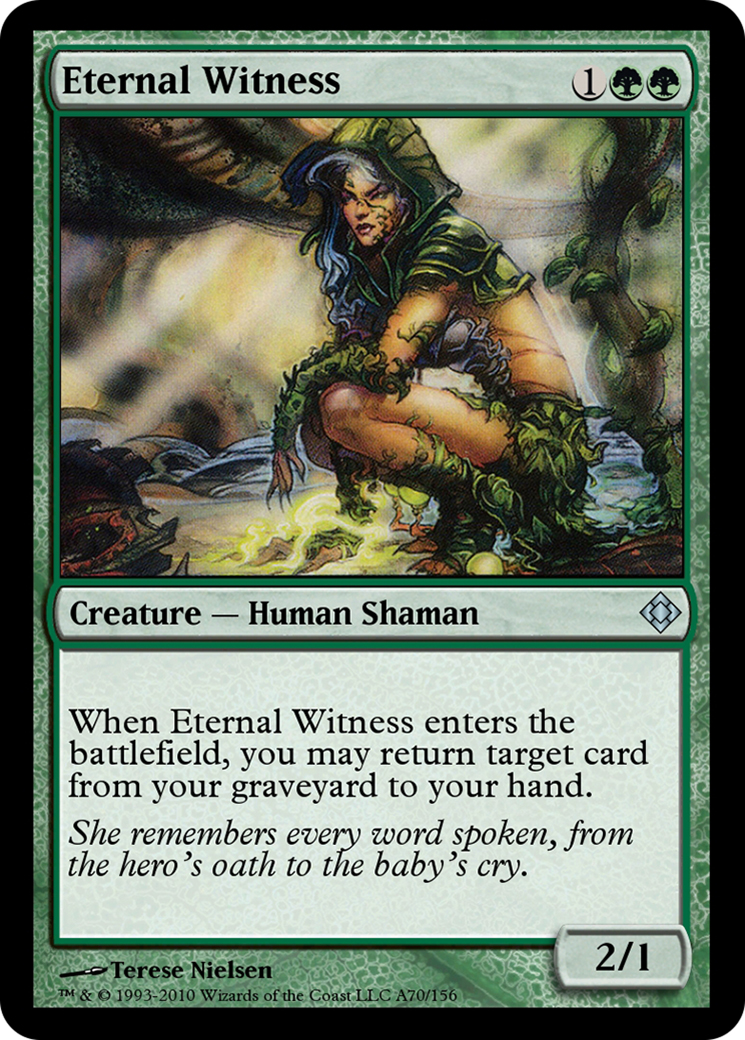 Eternal Witness 1
Creature — Human Shaman
When Eternal Witness enters the
battlefield, you may return target card
from your graveyard to your hand.
She remembers every word spoken, from
the hero's oath to the baby's cry.
2/1
Terese Nielsen
™ & © 1993-2010 Wizards of the Coast LLC A70/156